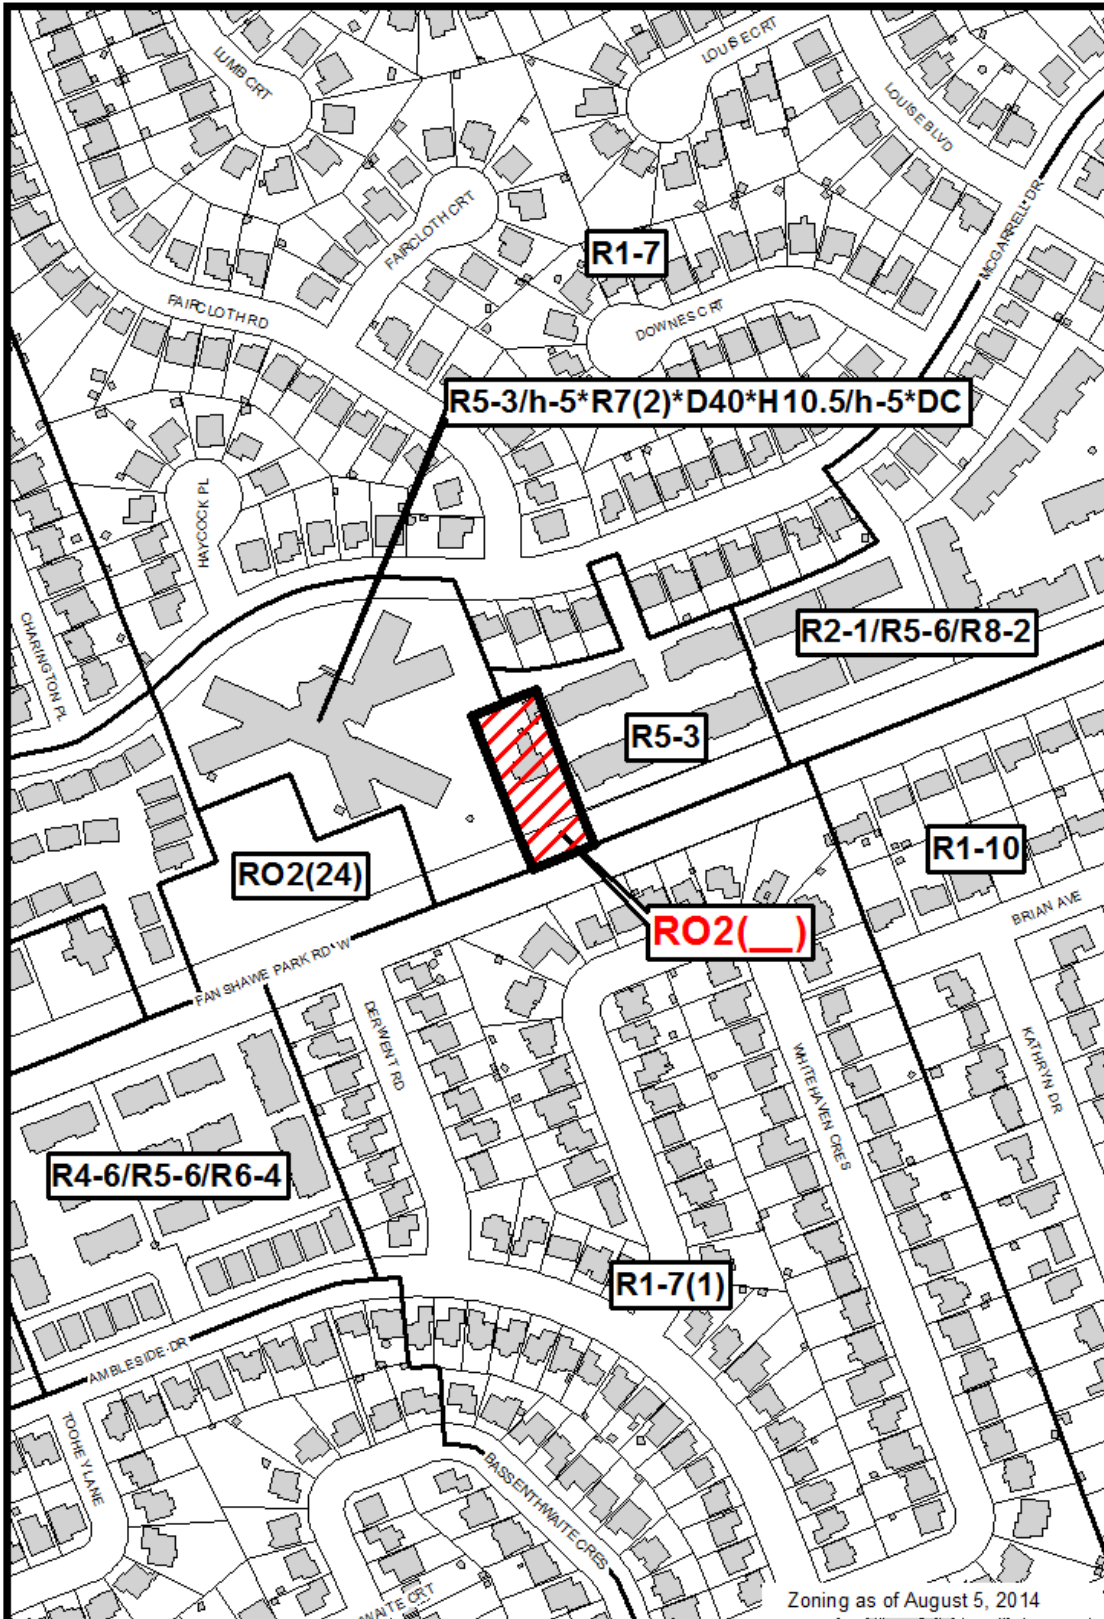 LUMB CRT
LOUISE CRT
LOUISE BLVD
MCGARRELL DR
FAIRCLOTH CRT
R1-7
FAIRCLOTH RD
DOWNES CRT
R5-3/h-5*R7(2)*D40*H10.5/h-5*DC
HAYCOCK PL
CHARINGTON PL
R2-1/R5-6/R8-2
R5-3
RO2(24)
R1-10
RO2(__)
BRIAN AVE
FANSHAWE PARK RD W
DERWENT RD
WHITEHAVEN CRES
KATHRYN DR
R4-6/R5-6/R6-4
R1-7(1)
AMBLESIDE DR
TOOHEY LANE
BASSENTHWAITE CRES
WAITE CRT
Zoning as of August 5, 2014